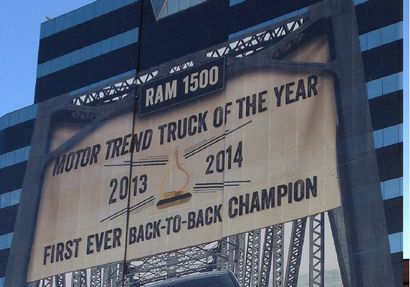 RAM 1500
MOTOR TREND TRUCK OF THE YEAR
2013 2014
FIRST EVER BACK-TO-BACK CHAMPION